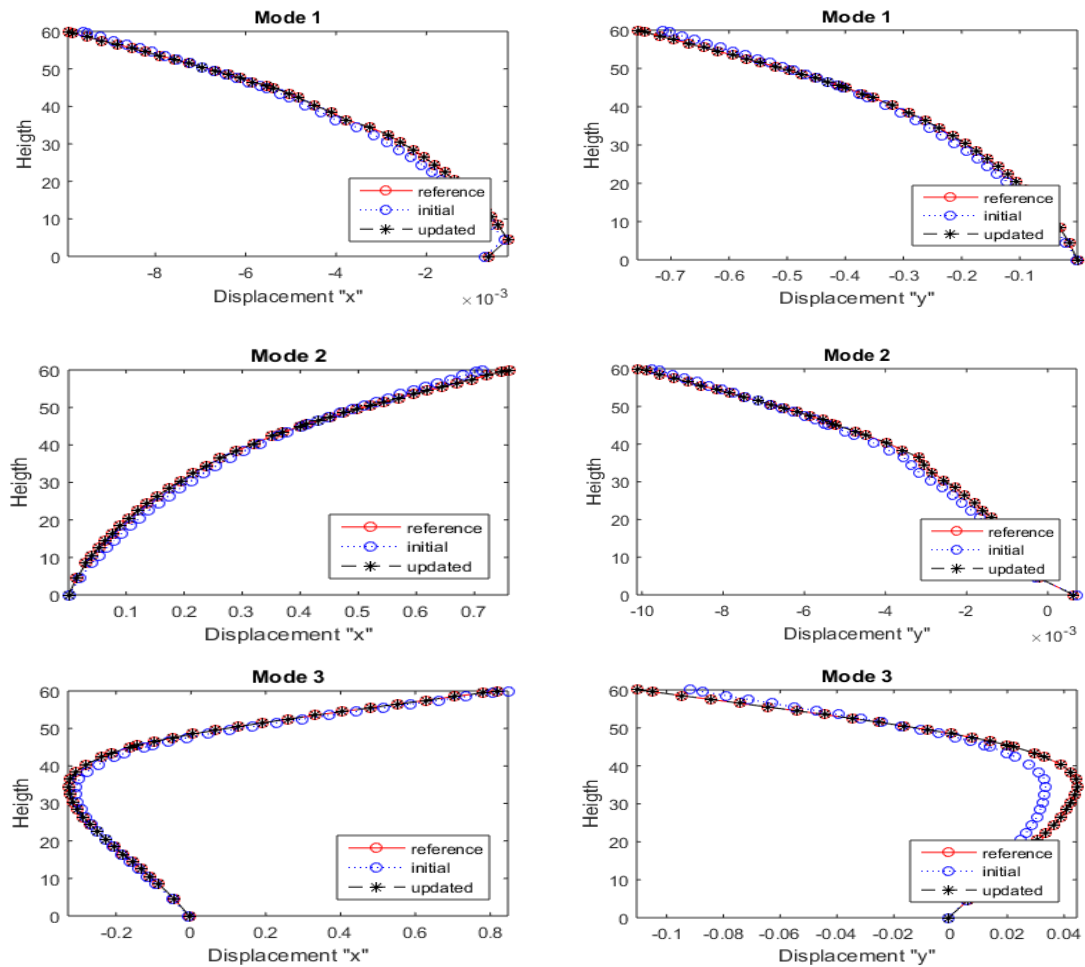 Mode 1
60
50
40
30
20
10
0
Heigth
-8
-6
-4
-2
Displacement "x"
× 10⁻³
reference
initial
updated
Mode 1
60
50
40
30
20
10
0
Heigth
-0.7
-0.6
-0.5
-0.4
-0.3
-0.2
-0.1
Displacement "y"
reference
initial
updated
Mode 2
60
50
40
30
20
10
0
Heigth
0.1
0.2
0.3
0.4
0.5
0.6
0.7
Displacement "x"
reference
initial
updated
Mode 2
60
50
40
30
20
10
0
Heigth
-10
-8
-6
-4
-2
0
Displacement "y"
× 10⁻³
reference
initial
updated
Mode 3
60
50
40
30
20
10
0
Heigth
-0.2
0
0.2
0.4
0.6
0.8
Displacement "x"
reference
initial
updated
Mode 3
60
50
40
30
20
10
0
Heigth
-0.1
-0.08
-0.06
-0.04
-0.02
0
0.02
0.04
Displacement "y"
reference
initial
updated